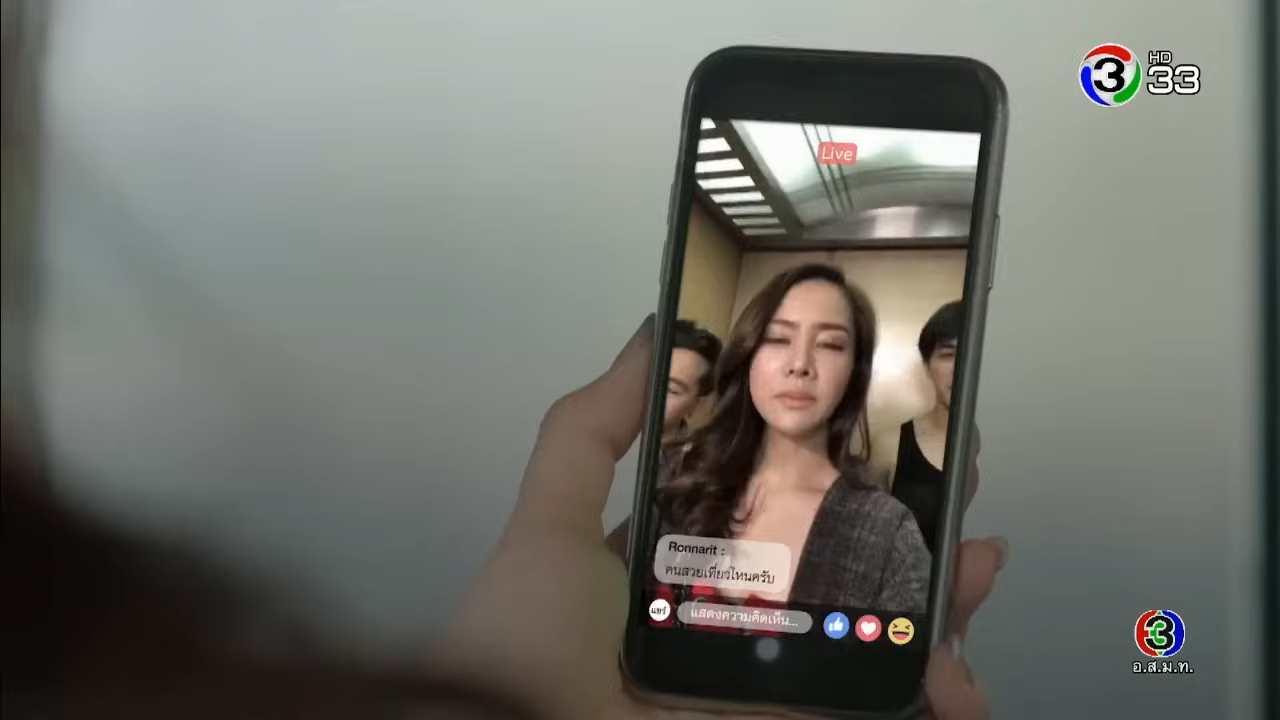 3
HD
33
Live
Ronnarit :
คนสวยเที่ยวไหนครับ
แชร์
แสดงความคิดเห็น...
3
อ.ส.ม.ท.